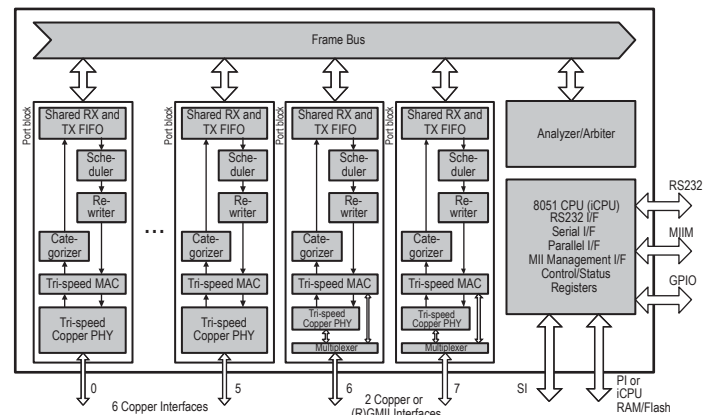 Frame Bus
Port block
Shared RX and
TX FIFO
Sche-
duler
Re-
writer
Cate-
gorizer
Tri-speed MAC
Tri-speed
Copper PHY
...
Port block
Shared RX and
TX FIFO
Sche-
duler
Re-
writer
Cate-
gorizer
Tri-speed MAC
Tri-speed
Copper PHY
Port block
Shared RX and
TX FIFO
Sche-
duler
Re-
writer
Cate-
gorizer
Tri-speed MAC
Tri-speed
Copper PHY
Multiplexer
Port block
Shared RX and
TX FIFO
Sche-
duler
Re-
writer
Cate-
gorizer
Tri-speed MAC
Tri-speed
Copper PHY
Multiplexer
Analyzer/Arbiter
8051 CPU (iCPU)
RS232 I/F
Serial I/F
Parallel I/F
MII Management I/F
Control/Status
Registers
RS232
MIIM
GPIO
0
6 Copper Interfaces
5
6
2 Copper or
(R)GMII Interfaces
7
SI
PI or
iCPU
RAM/Flash